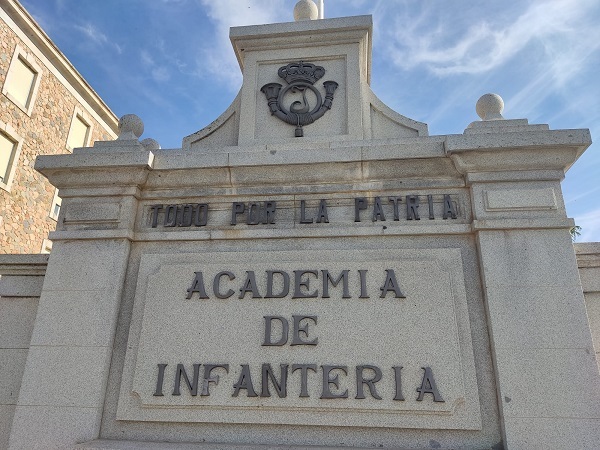 TODO POR LA PATRIA
ACADEMIA
DE
INFANTERIA